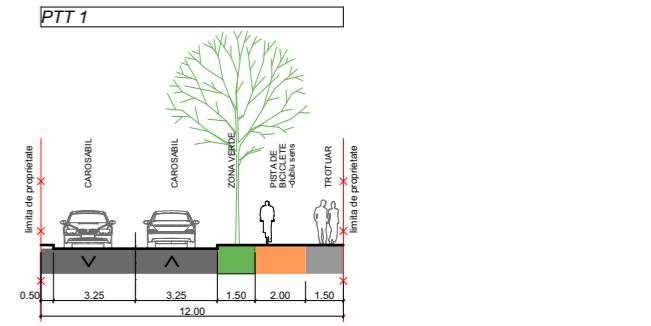 PTT 1
limita de proprietate
CAROSABIL
CAROSABIL
ZONA VERDE
PISTA DE
BICICLETE
-dublu sens
TROTUAR
limita de proprietate
0.50
3.25
3.25
1.50
2.00
1.50
12.00